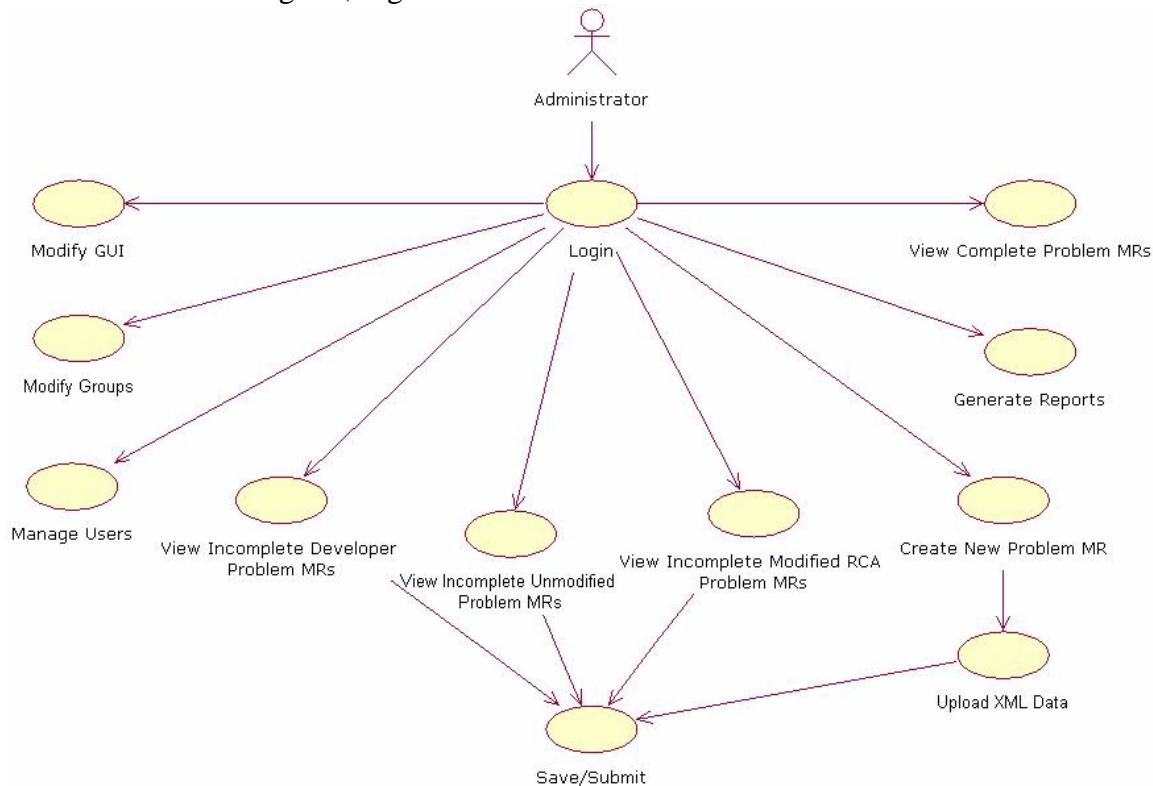 Administrator
Modify GUI
Login
View Complete Problem MRs
Modify Groups
Generate Reports
Manage Users
View Incomplete Developer
Problem MRs
View Incomplete Unmodified
Problem MRs
View Incomplete Modified RCA
Problem MRs
Create New Problem MR
Upload XML Data
Save/Submit